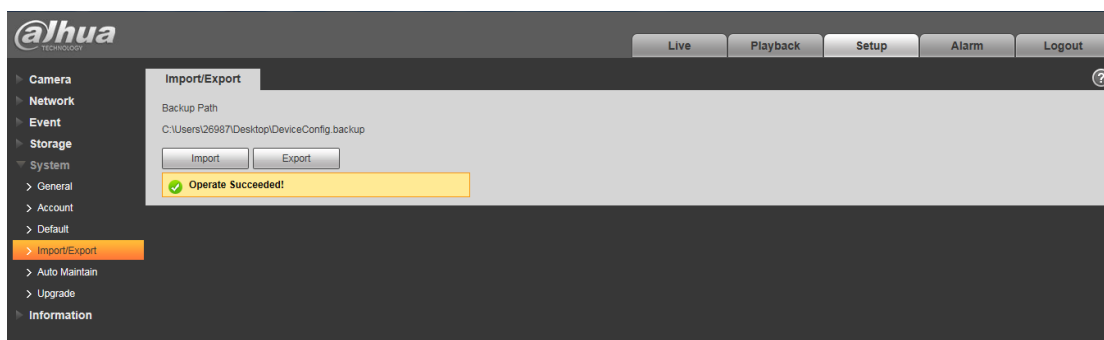 alhua
TECHNOLOGY
Live
Playback
Setup
Alarm
Logout
Camera
Network
Event
Storage
System
General
Account
Default
Import/Export
Auto Maintain
Upgrade
Information
Import/Export
?
Backup Path
C:\Users\26987\Desktop\DeviceConfig.backup
Import
Export
Operate Succeeded!